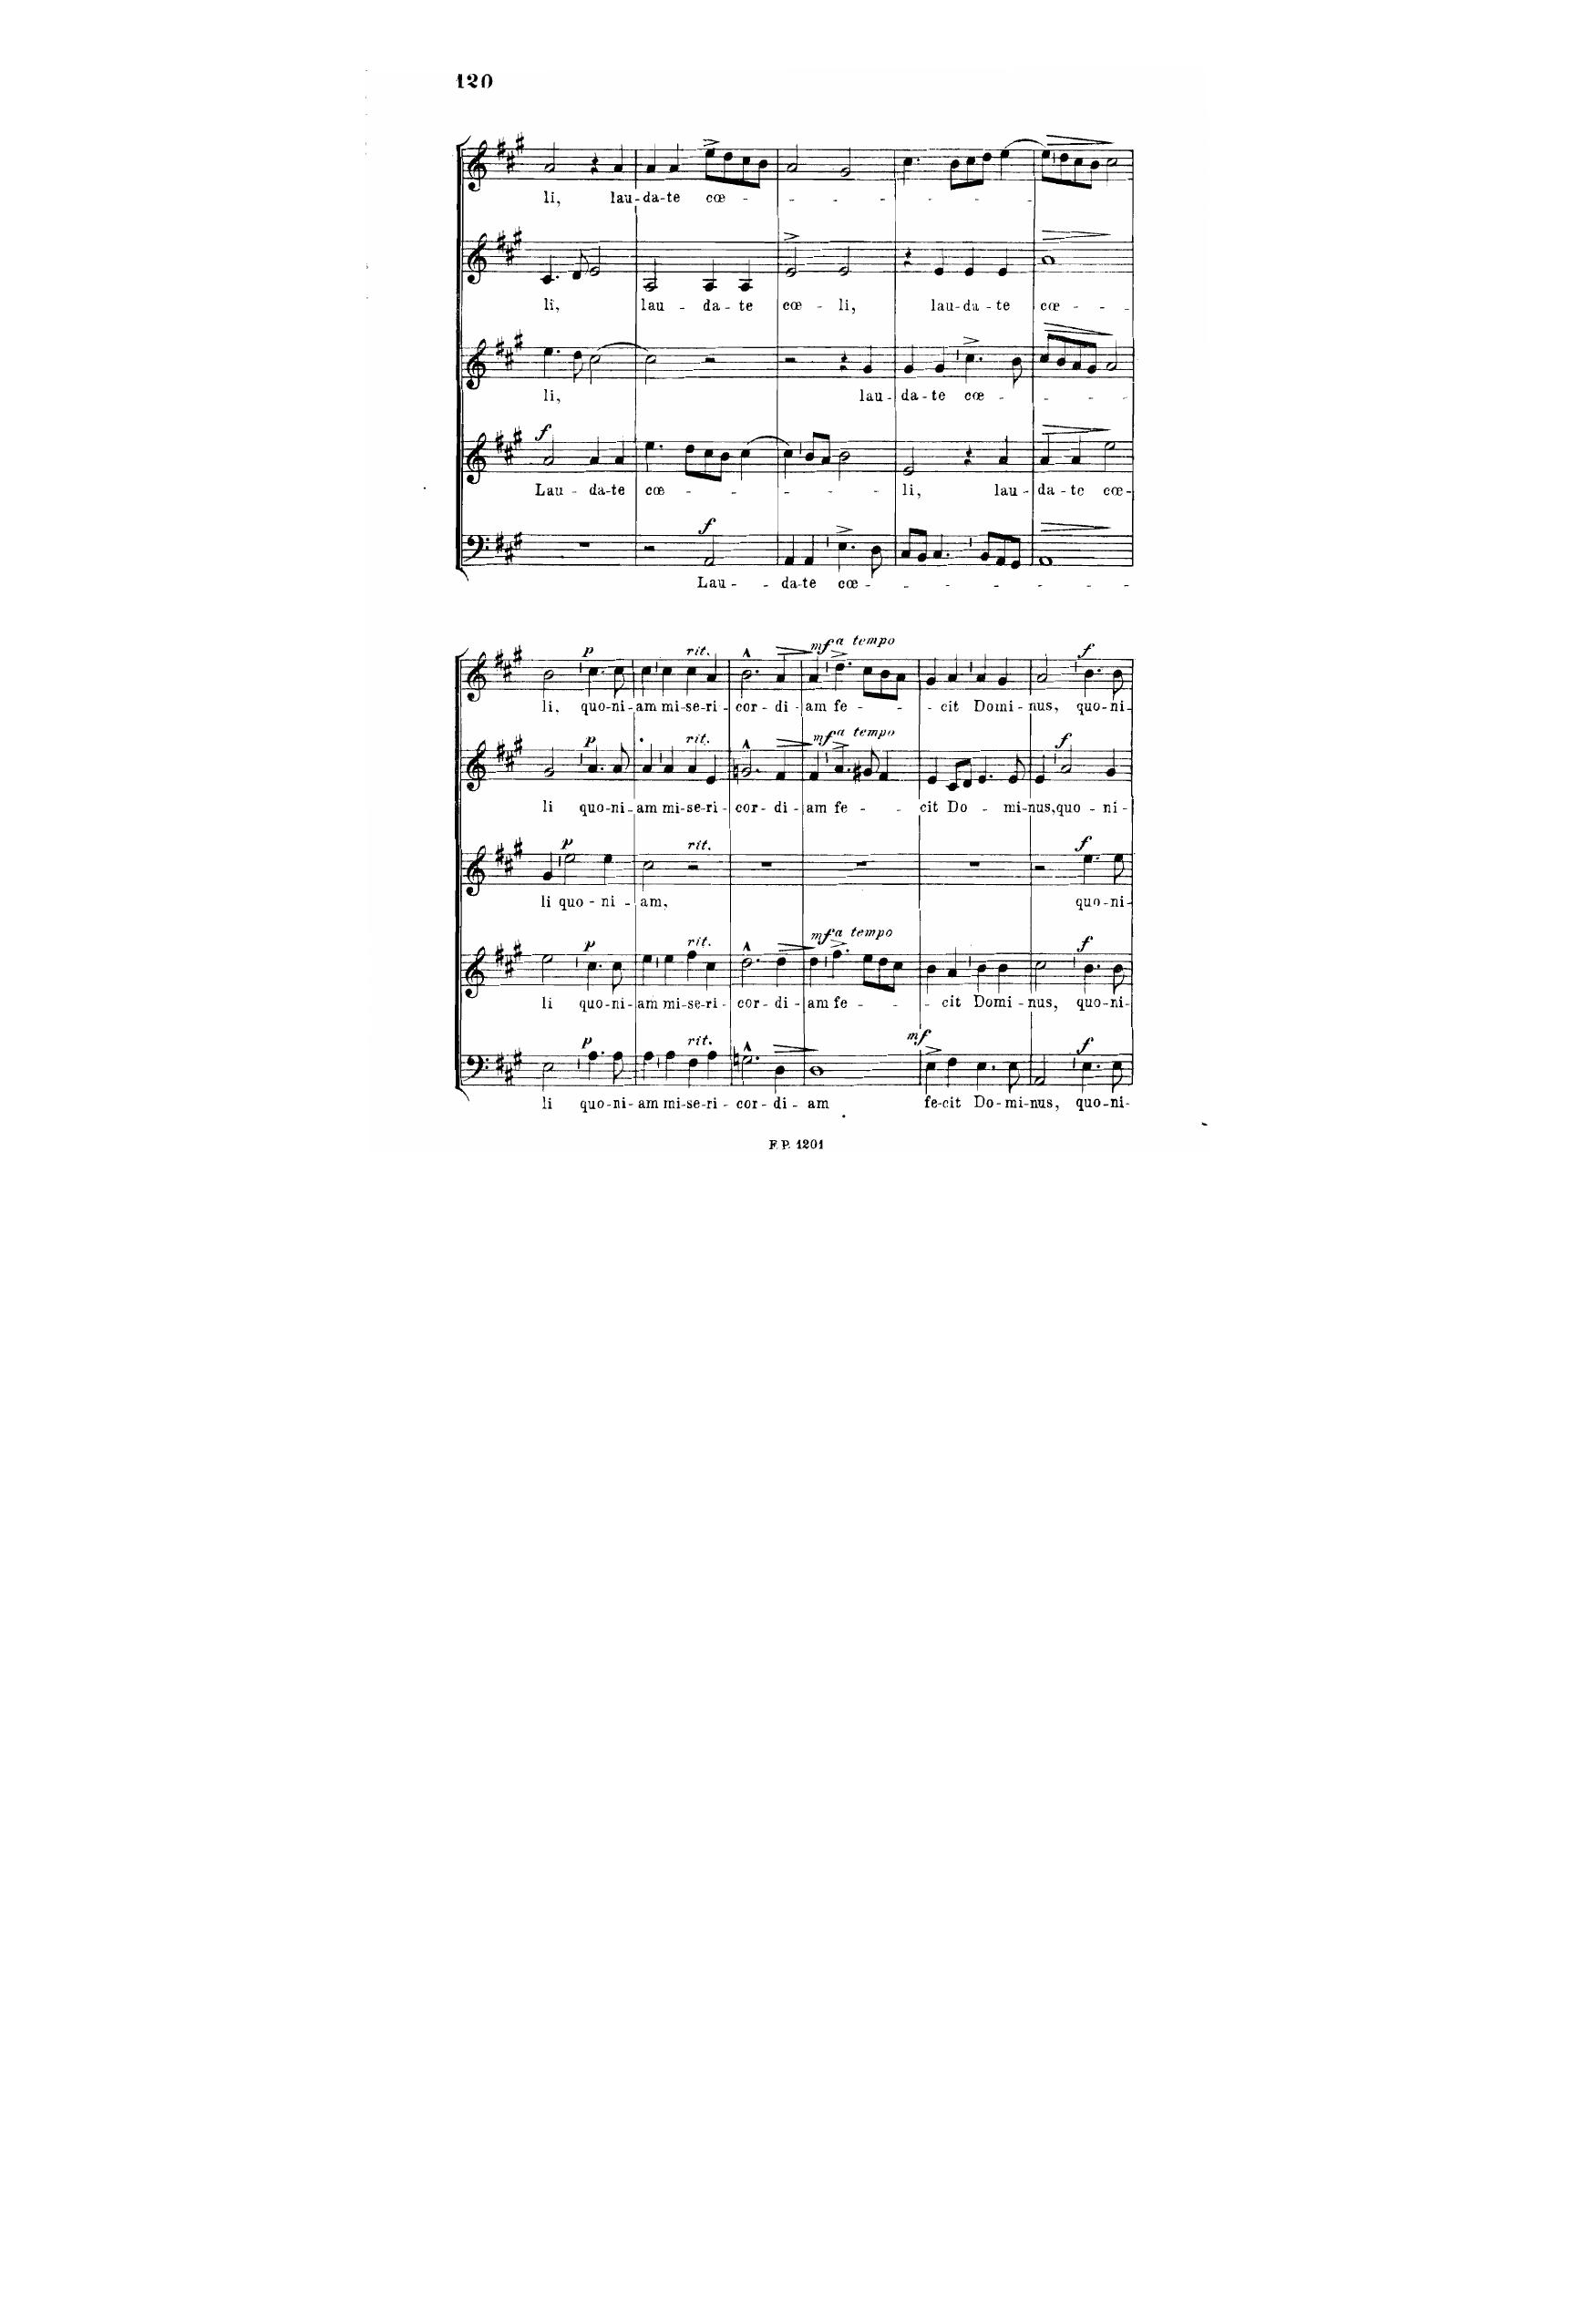 120
li, lau-da-te cœ - - - - - - -
li, lau - da - te cœ - li, lau-da-te cœ - -
li, lau-da-te cœ - - - -
f
Lau - da-te cœ - - - - - li, lau-da-te cœ-
f
Lau - - da-te cœ - - - - - - -
p rit. mf a tempo f
li, quo-ni-am mi-se-ri-cor-di-am fe - - - cit Domi-nus, quo-ni-
p rit. mf a tempo f
li quo-ni-am mi-se-ri-cor-di-am fe - - cit Do - mi-nus, quo - ni-
p rit. f
li quo - ni - am, quo-ni-
p rit. mf a tempo f
li quo-ni-am mi-se-ri-cor-di-am fe - - - cit Domi-nus, quo-ni-
p rit. mf f
li quo-ni-am mi-se-ri-cor-di-am fe-cit Do-mi-nus, quo-ni-
F. P. 1201